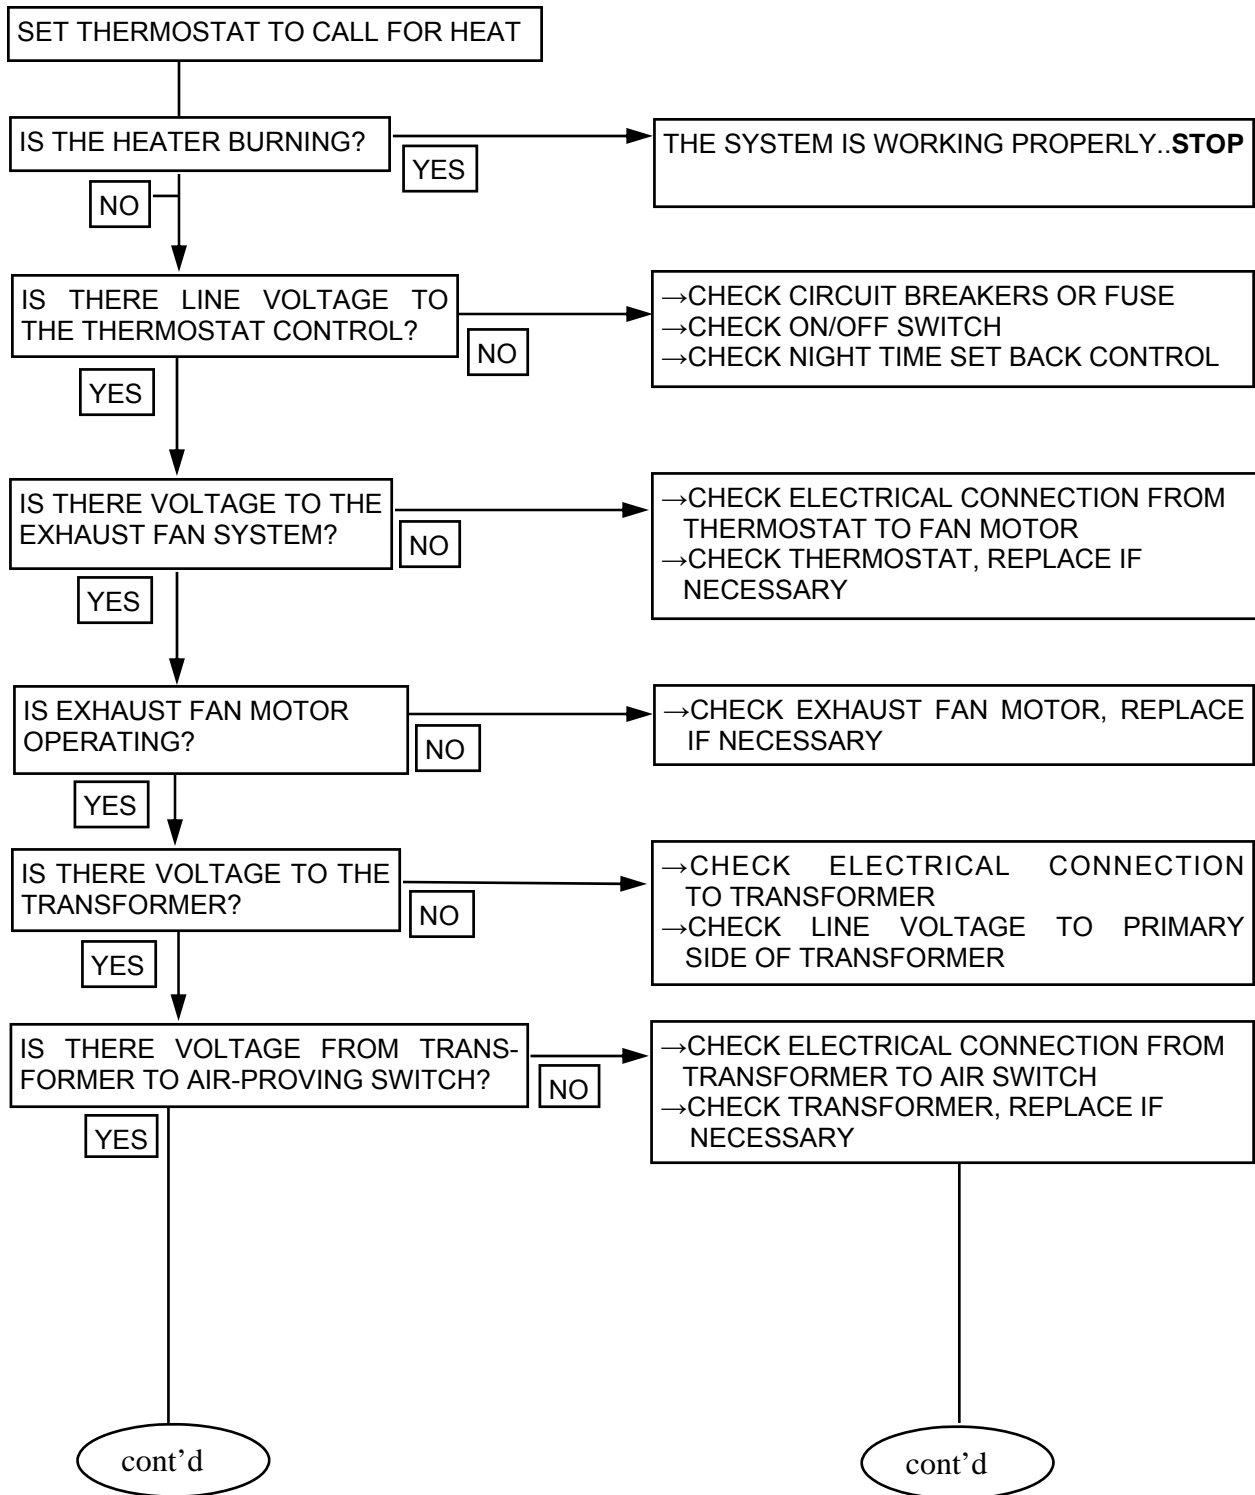 SET THERMOSTAT TO CALL FOR HEAT
IS THE HEATER BURNING?
YES
THE SYSTEM IS WORKING PROPERLY..STOP
NO
IS THERE LINE VOLTAGE TO
THE THERMOSTAT CONTROL?
NO
→CHECK CIRCUIT BREAKERS OR FUSE
→CHECK ON/OFF SWITCH
→CHECK NIGHT TIME SET BACK CONTROL
YES
IS THERE VOLTAGE TO THE
EXHAUST FAN SYSTEM?
NO
→CHECK ELECTRICAL CONNECTION FROM
THERMOSTAT TO FAN MOTOR
→CHECK THERMOSTAT, REPLACE IF
NECESSARY
YES
IS EXHAUST FAN MOTOR
OPERATING?
NO
→CHECK EXHAUST FAN MOTOR, REPLACE
IF NECESSARY
YES
IS THERE VOLTAGE TO THE
TRANSFORMER?
NO
→CHECK ELECTRICAL CONNECTION
TO TRANSFORMER
→CHECK LINE VOLTAGE TO PRIMARY
SIDE OF TRANSFORMER
YES
IS THERE VOLTAGE FROM TRANS-
FORMER TO AIR-PROVING SWITCH?
NO
→CHECK ELECTRICAL CONNECTION FROM
TRANSFORMER TO AIR SWITCH
→CHECK TRANSFORMER, REPLACE IF
NECESSARY
YES
cont'd
cont'd